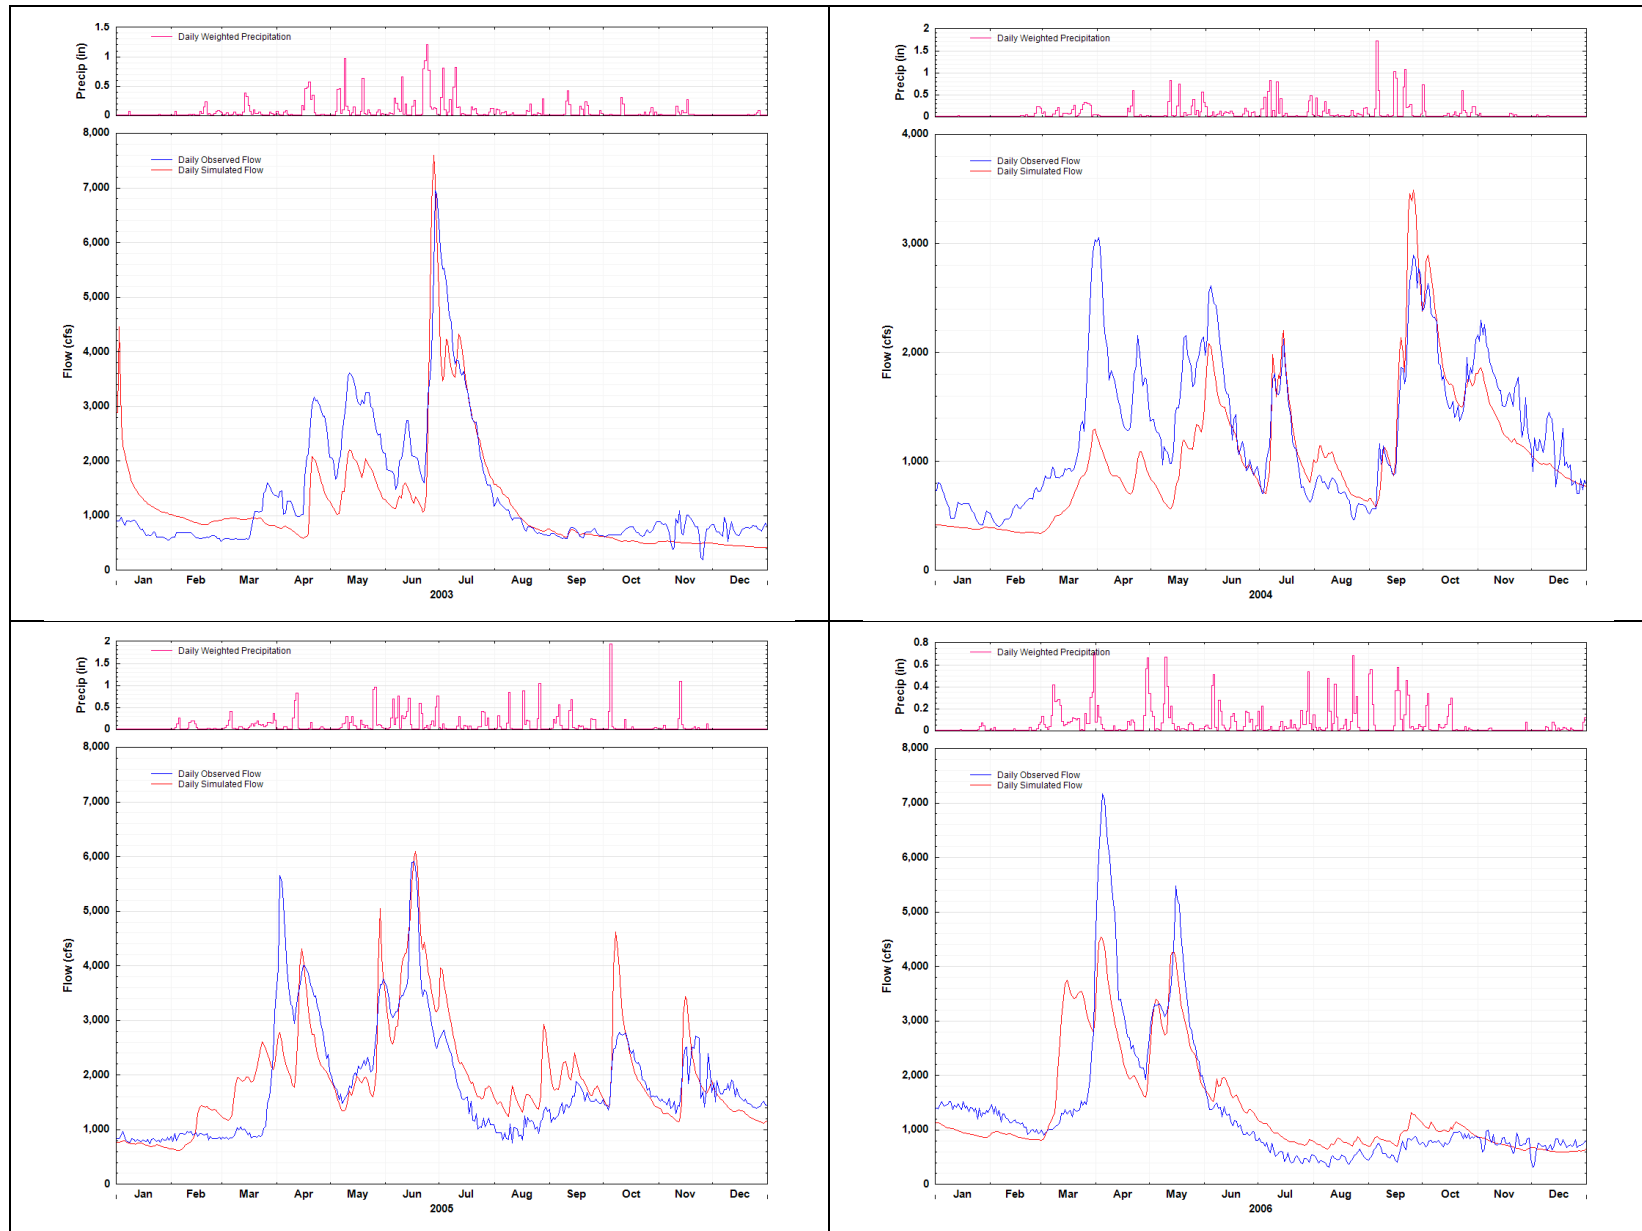 1.5
Daily Weighted Precipitation
1
0.5
0
Precip (in)
8,000
Daily Observed Flow
Daily Simulated Flow
7,000
6,000
5,000
4,000
3,000
2,000
1,000
0
Flow (cfs)
Jan Feb Mar Apr May Jun Jul Aug Sep Oct Nov Dec
2003
2
Daily Weighted Precipitation
1.5
1
0.5
0
Precip (in)
4,000
Daily Observed Flow
Daily Simulated Flow
3,000
2,000
1,000
0
Flow (cfs)
Jan Feb Mar Apr May Jun Jul Aug Sep Oct Nov Dec
2004
2
Daily Weighted Precipitation
1.5
1
0.5
0
Precip (in)
8,000
Daily Observed Flow
Daily Simulated Flow
7,000
6,000
5,000
4,000
3,000
2,000
1,000
0
Flow (cfs)
Jan Feb Mar Apr May Jun Jul Aug Sep Oct Nov Dec
2005
0.8
Daily Weighted Precipitation
0.6
0.4
0.2
0
Precip (in)
8,000
Daily Observed Flow
Daily Simulated Flow
7,000
6,000
5,000
4,000
3,000
2,000
1,000
0
Flow (cfs)
Jan Feb Mar Apr May Jun Jul Aug Sep Oct Nov Dec
2006